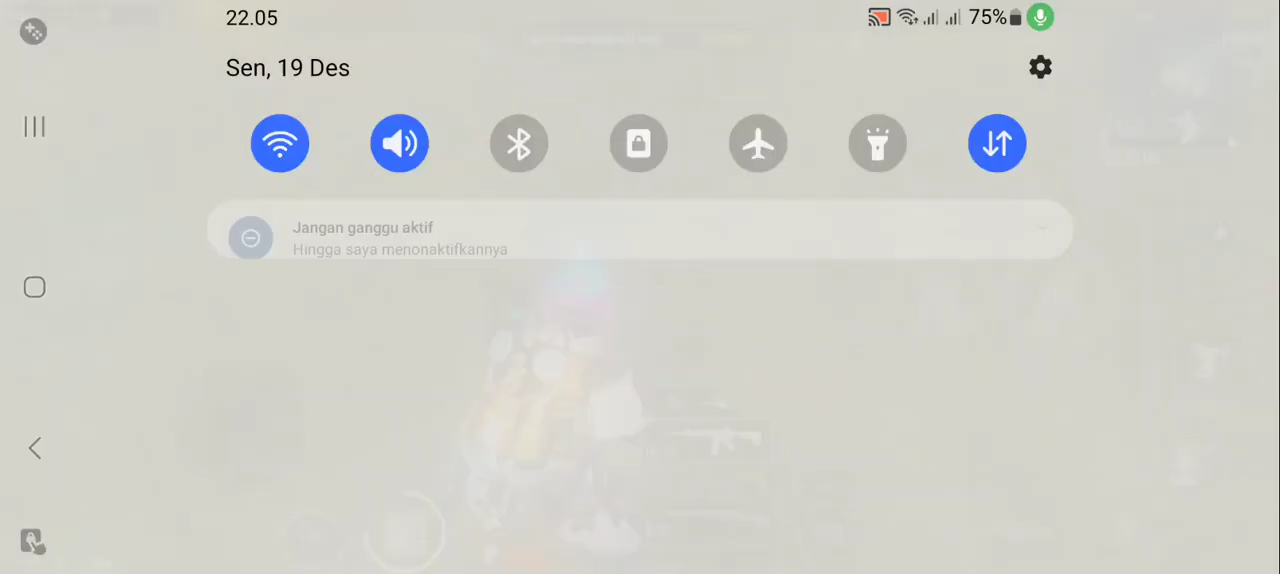 22.05
75%
Sen, 19 Des
Jangan ganggu aktif
Hingga saya menonaktifkannya